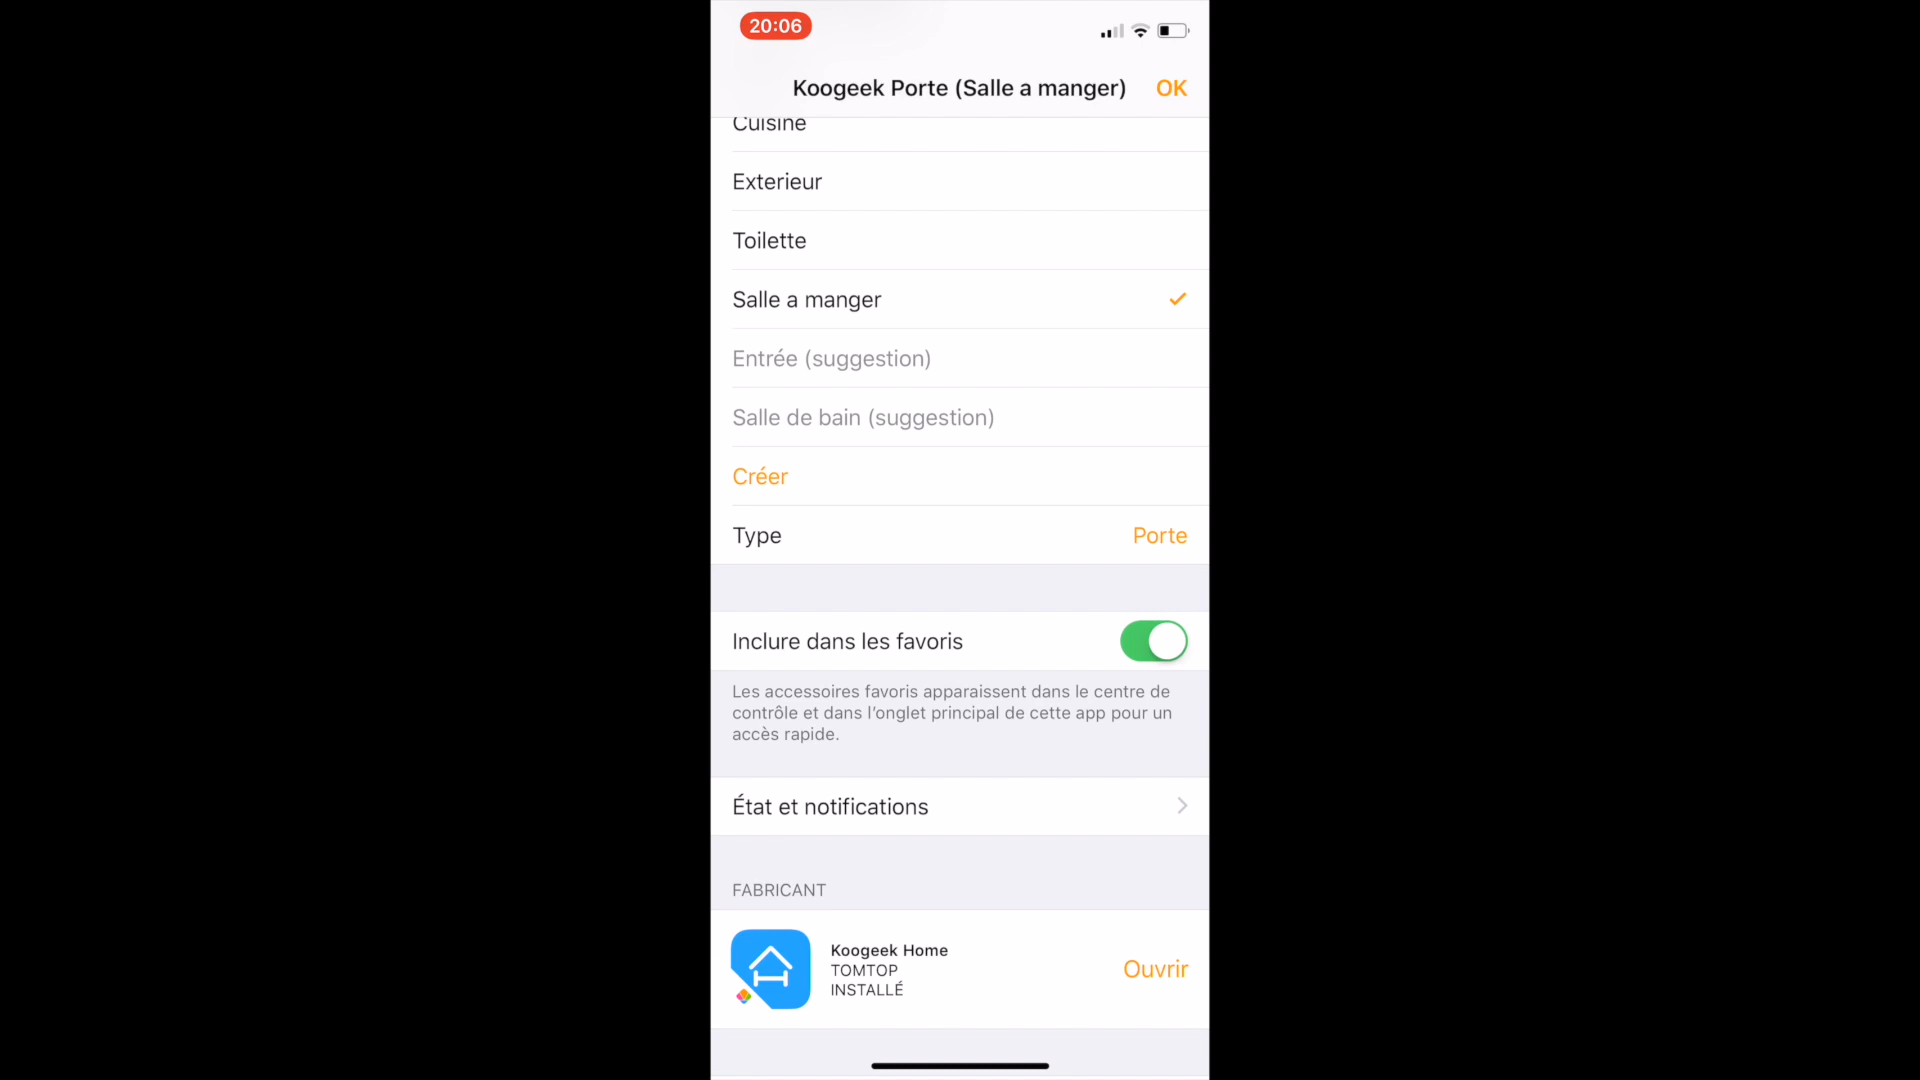 20:06
Koogeek Porte (Salle a manger)
OK
Cuisine
Exterieur
Toilette
Salle a manger
Entrée (suggestion)
Salle de bain (suggestion)
Créer
Type
Porte
Inclure dans les favoris
Les accessoires favoris apparaissent dans le centre de
contrôle et dans l’onglet principal de cette app pour un
accès rapide.
État et notifications
FABRICANT
Koogeek Home
TOMTOP
INSTALLÉ
Ouvrir